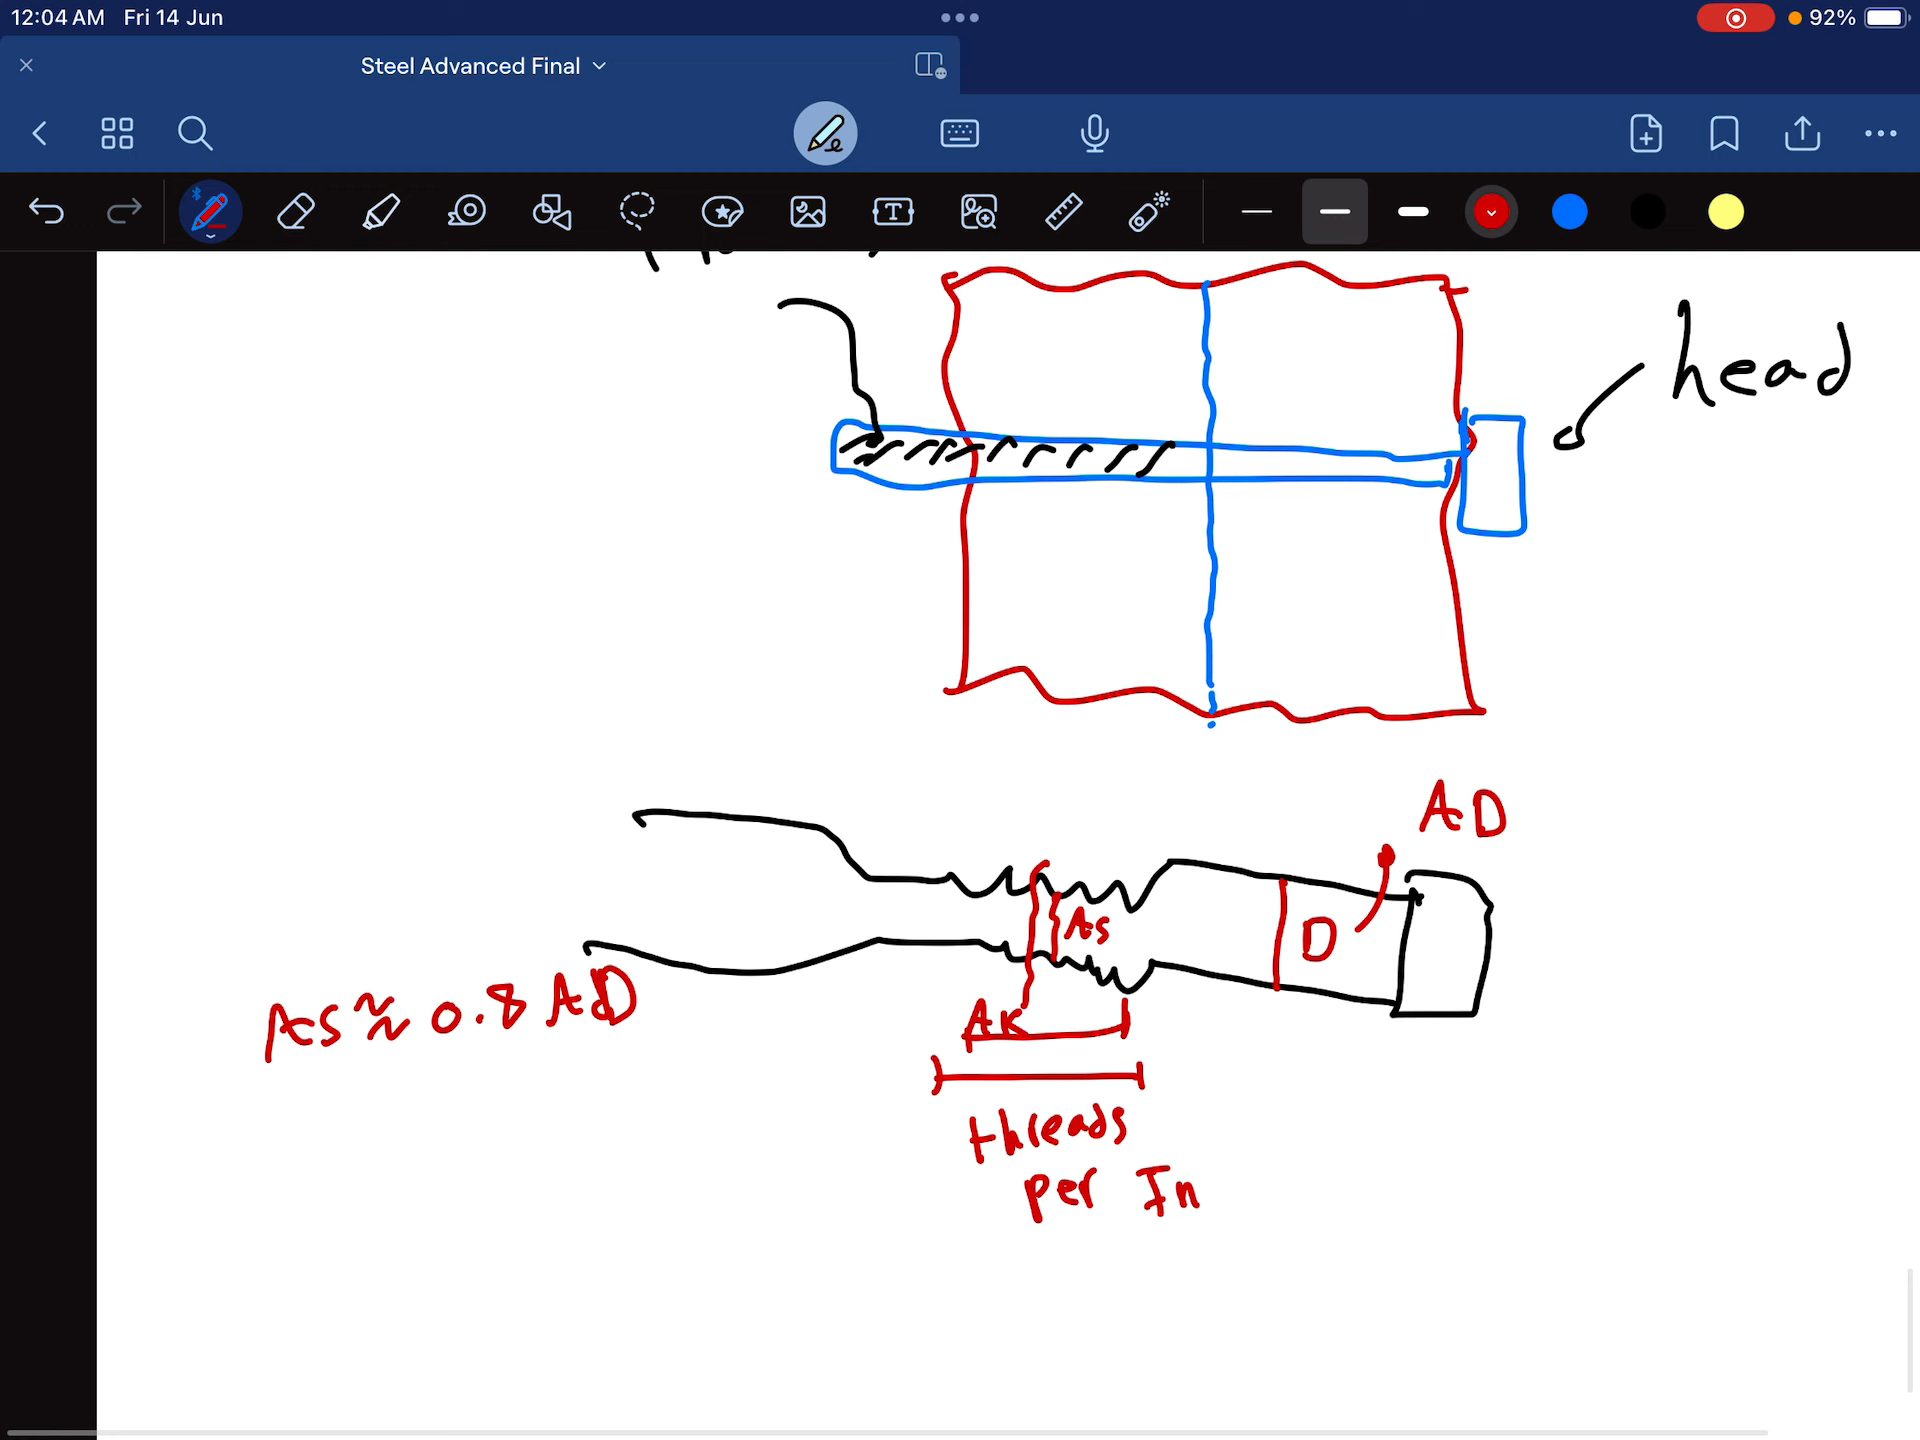 12:04 AM Fri 14 Jun
92%
Steel Advanced Final
head
AD
As
D
As ≈ 0.8 AD
AK
threads
per In